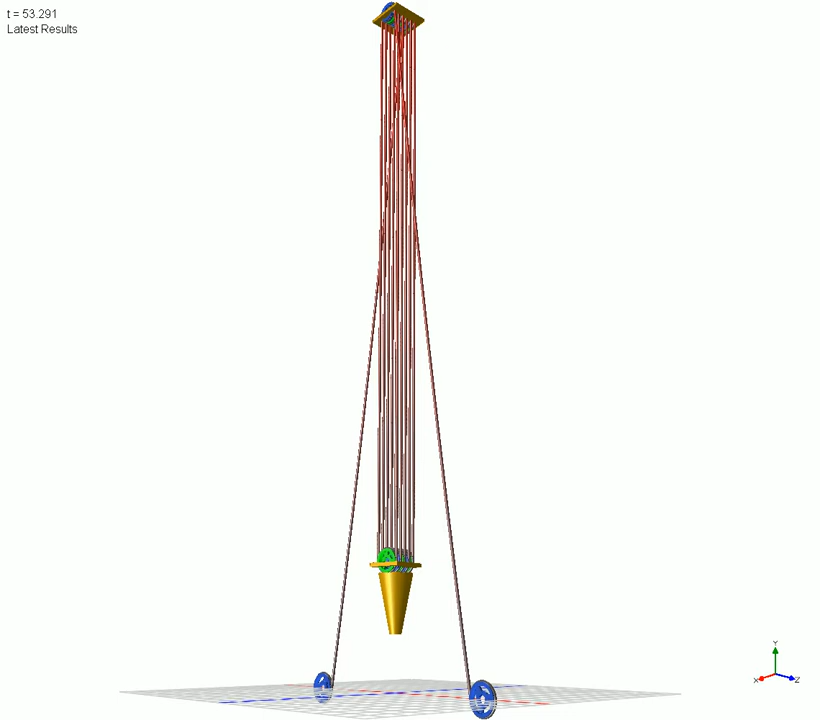 t = 53.291
Latest Results
Y
X
Z